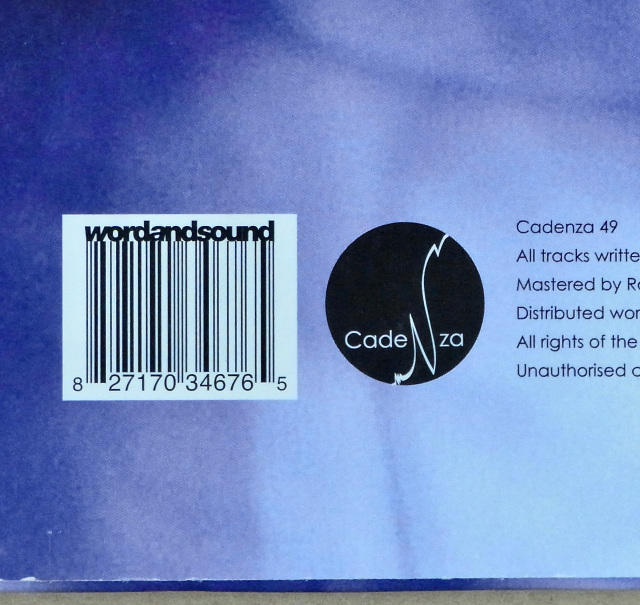 wordandsound
8 27170 34676 5
CadeNza
Cadenza 49
All tracks writte
Mastered by Ro
Distributed wor
All rights of the
Unauthorised